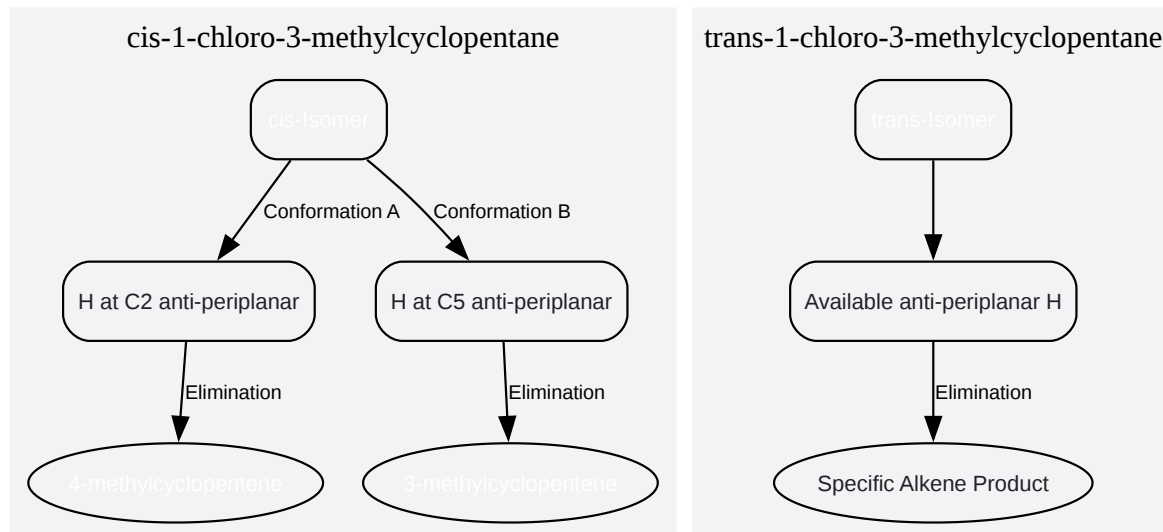 cis-1-chloro-3-methylcyclopentane
trans-1-chloro-3-methylcyclopentane
cis-Isomer
trans-Isomer
Conformation A
Conformation B
H at C2 anti-periplanar
H at C5 anti-periplanar
Available anti-periplanar H
Elimination
Elimination
Elimination
4-methylcyclopentene
3-methylcyclopentene
Specific Alkene Product